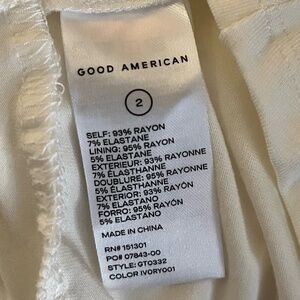 GOOD AMERICAN
2
SELF: 93% RAYON
7% ELASTANE
LINING: 95% RAYON
5% ELASTANE
EXTERIEUR: 93% RAYONNE
7% ÉLASTHANNE
DOUBLURE: 95% RAYONNE
5% ÉLASTHANNE
EXTERIOR: 93% RAYÓN
7% ELASTANO
FORRO: 95% RAYÓN
5% ELASTANO
MADE IN CHINA
RN# 151301
PO# 07843-00
STYLE: GT0332
COLOR IVORY001